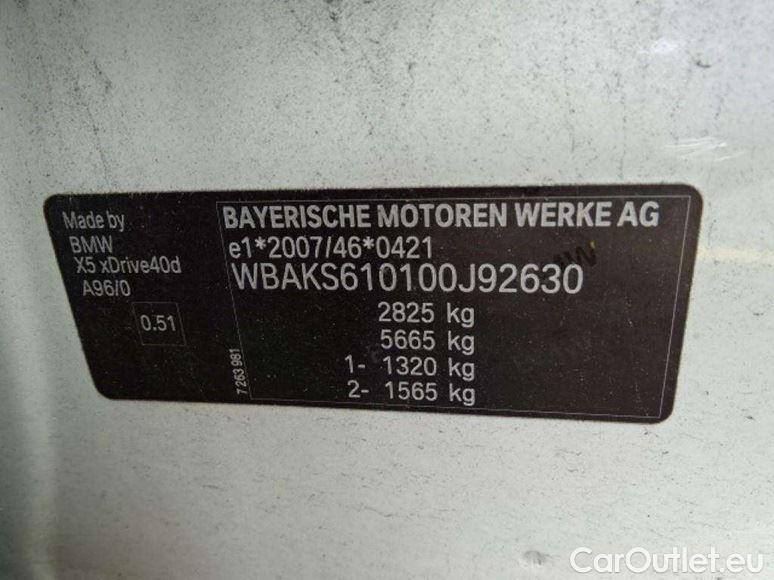 Made by
BMW
X5 xDrive40d
A96/0
0.51
7 263 981
BAYERISCHE MOTOREN WERKE AG
e1*2007/46*0421
WBAKS610100J92630
2825 kg
5665 kg
1- 1320 kg
2- 1565 kg
CarOutlet.eu